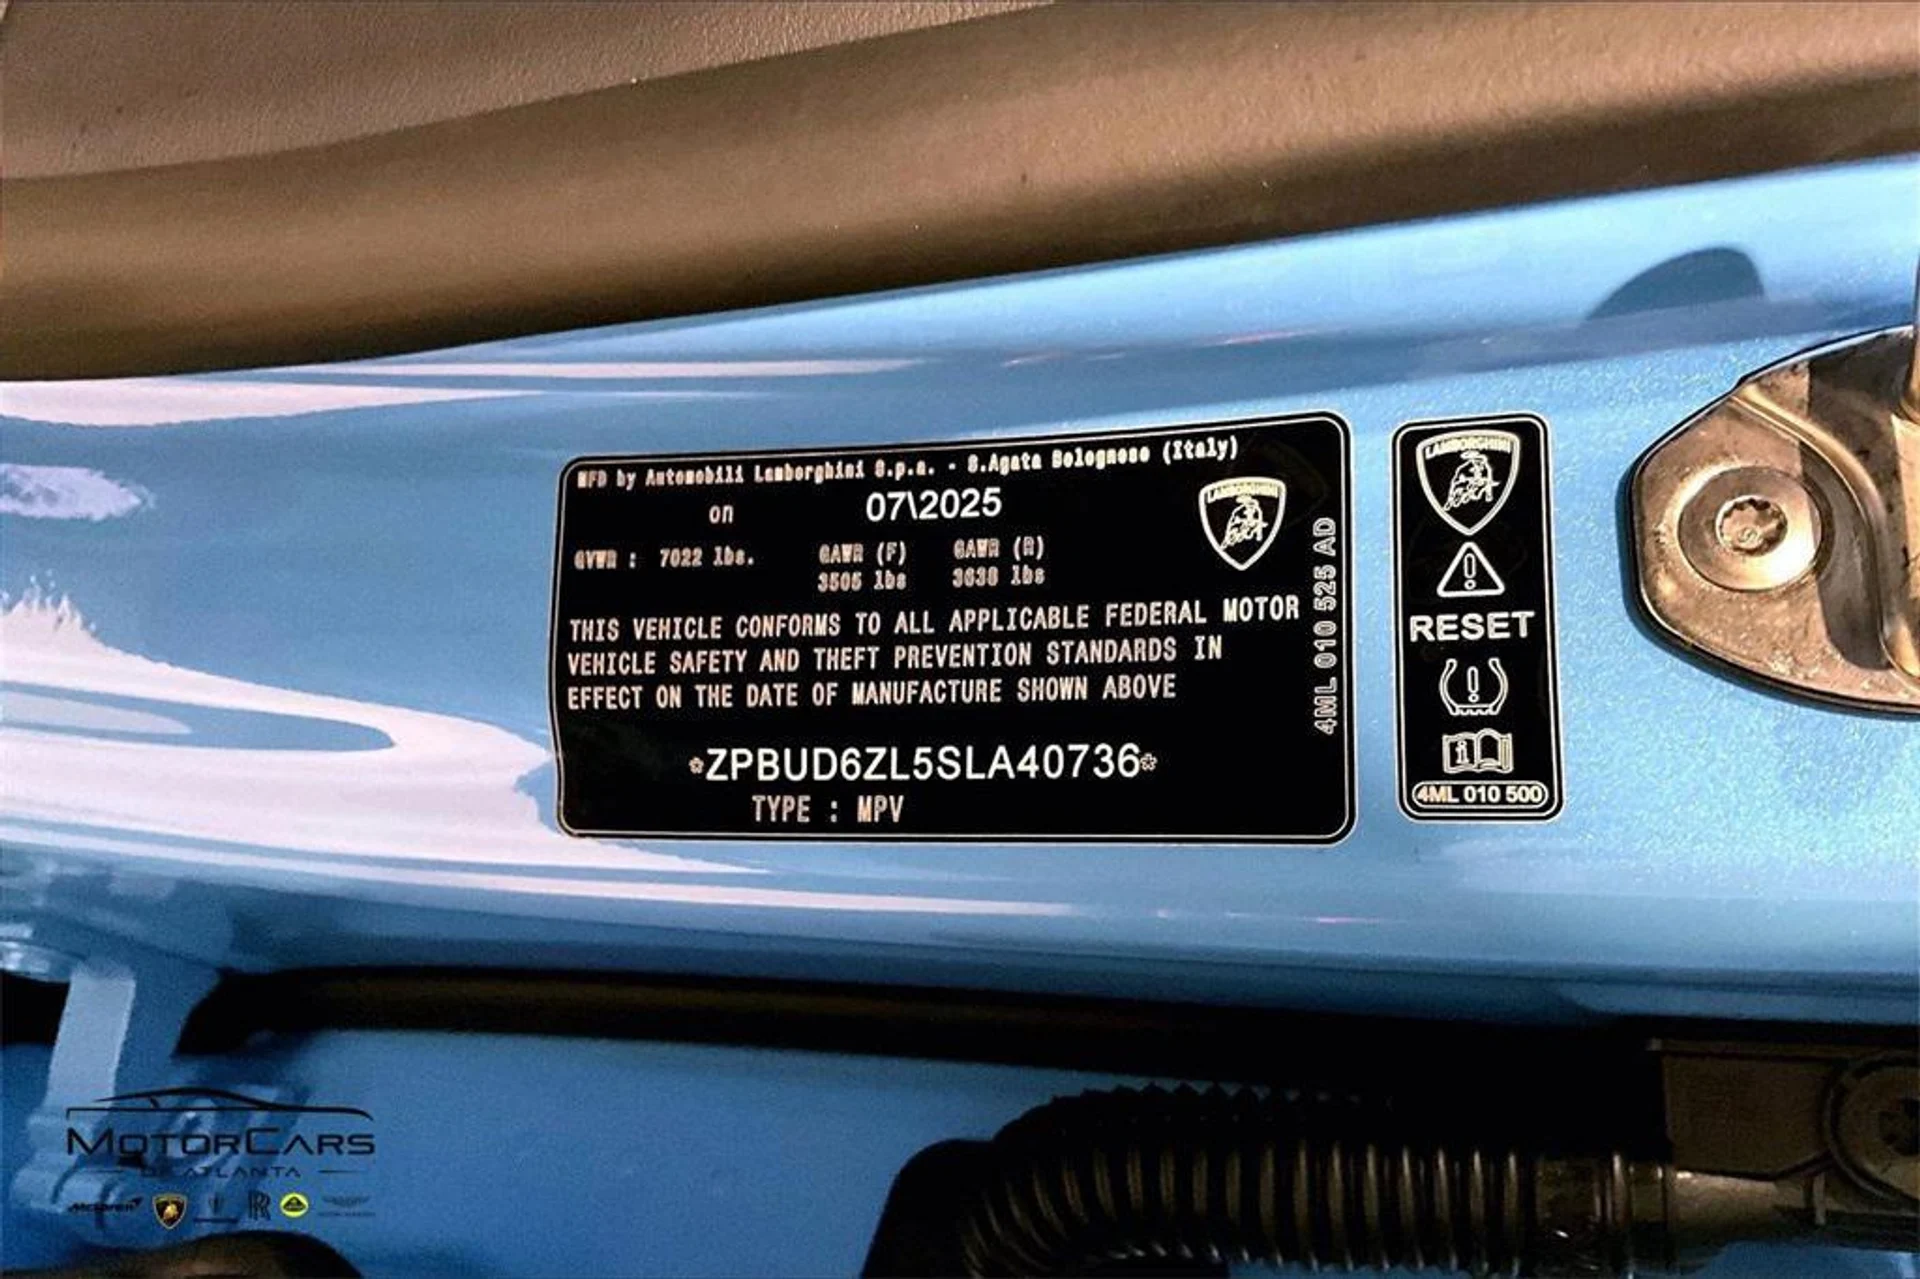 MFD by Automobili Lamborghini S.p.a. - S.Agata Bolognese (Italy)
on 07\2025
GVWR : 7022 lbs. GAWR (F) GAWR (R)
3505 lbs 3638 lbs
THIS VEHICLE CONFORMS TO ALL APPLICABLE FEDERAL MOTOR
VEHICLE SAFETY AND THEFT PREVENTION STANDARDS IN
EFFECT ON THE DATE OF MANUFACTURE SHOWN ABOVE
*ZPBUD6ZL5SLA40736*
TYPE : MPV
LAMBORGHINI
4ML 010 525 AD
LAMBORGHINI
RESET
4ML 010 500
MOTORCARS
OF ATLANTA
McLaren